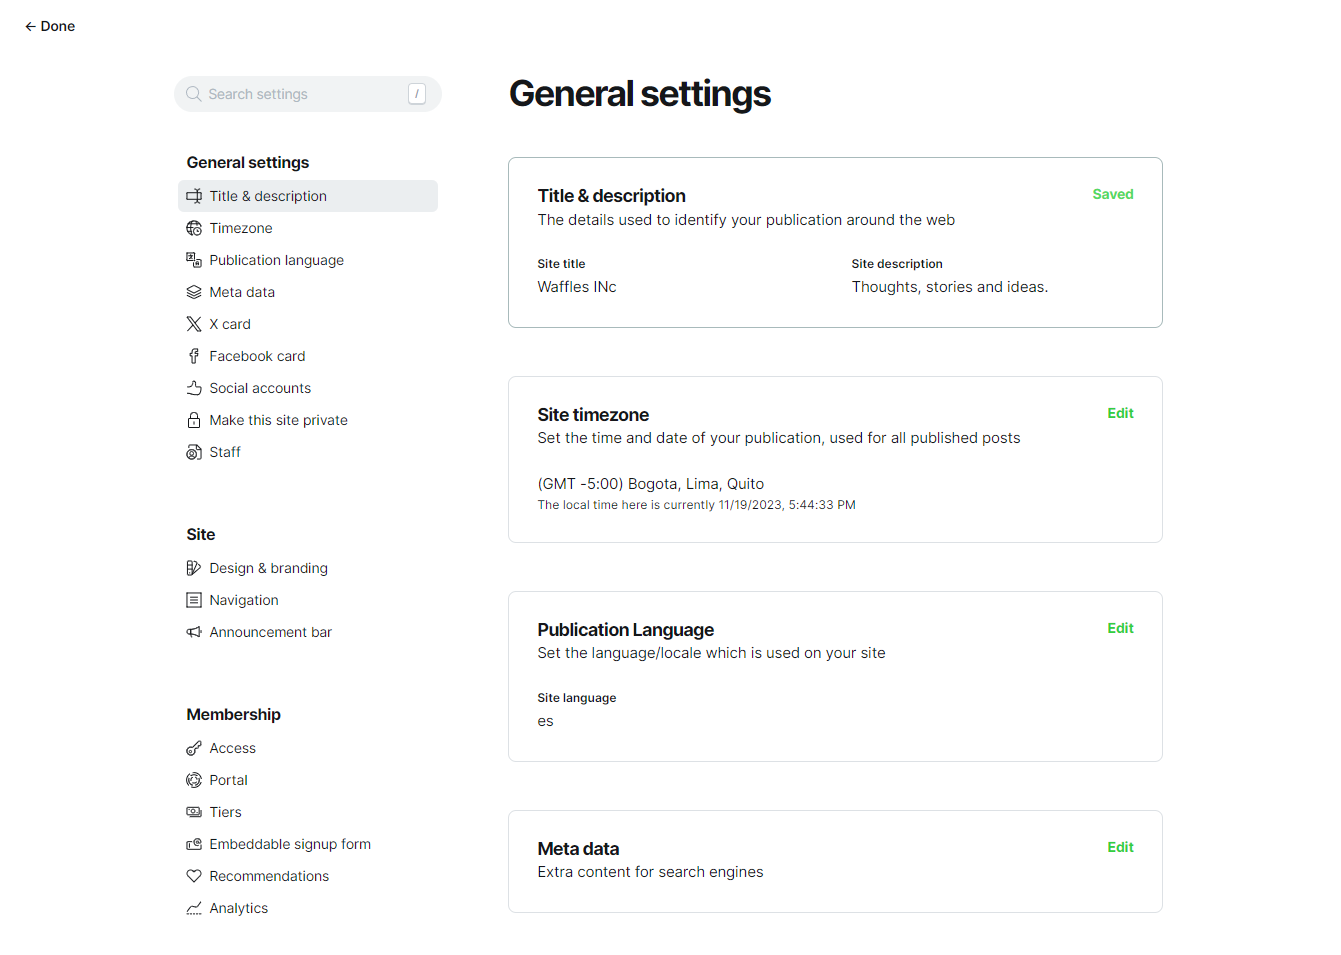 ← Done
Search settings /
General settings
Title & description
Timezone
Publication language
Meta data
X card
Facebook card
Social accounts
Make this site private
Staff
Site
Design & branding
Navigation
Announcement bar
Membership
Access
Portal
Tiers
Embeddable signup form
Recommendations
Analytics
General settings
Title & description
Saved
The details used to identify your publication around the web
Site title
Waffles INc
Site description
Thoughts, stories and ideas.
Site timezone
Edit
Set the time and date of your publication, used for all published posts
(GMT -5:00) Bogota, Lima, Quito
The local time here is currently 11/19/2023, 5:44:33 PM
Publication Language
Edit
Set the language/locale which is used on your site
Site language
es
Meta data
Edit
Extra content for search engines